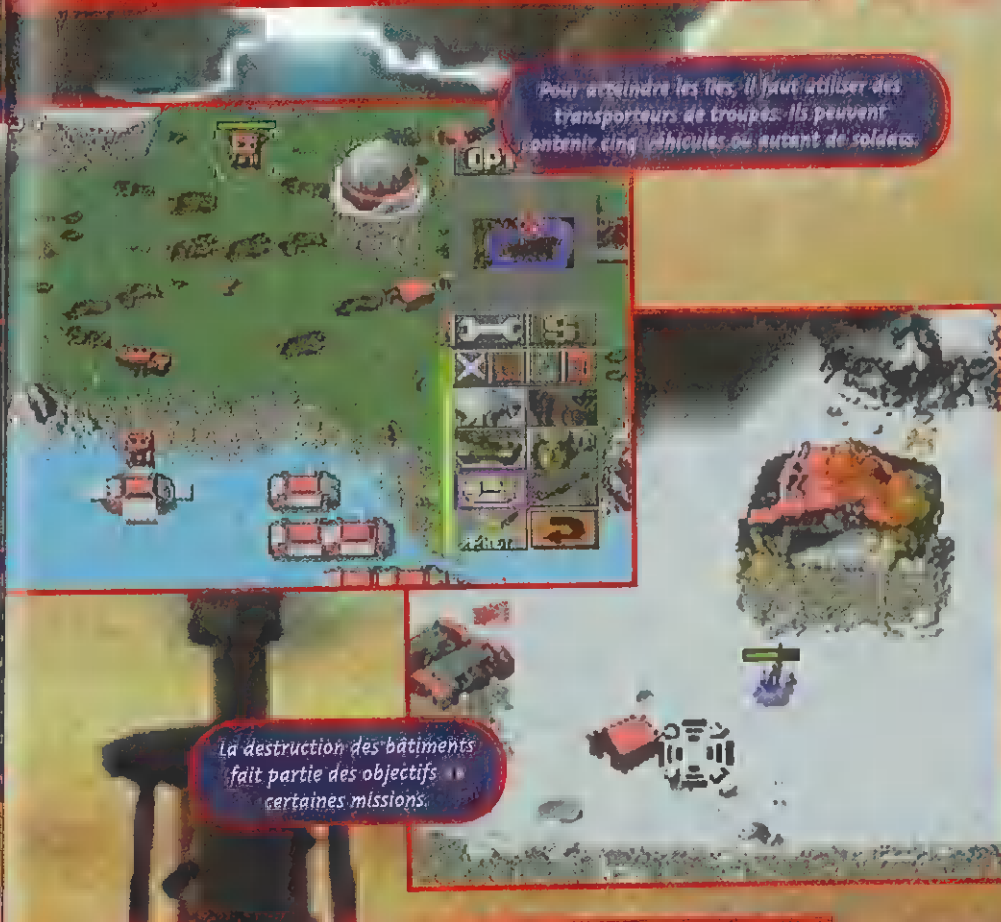 Pour atteindre les îles, il faut utiliser des
transporteurs de troupes. Ils peuvent
contenir cinq véhicules ou autant de soldats.
OPT
La destruction des bâtiments
fait partie des objectifs
certaines missions.